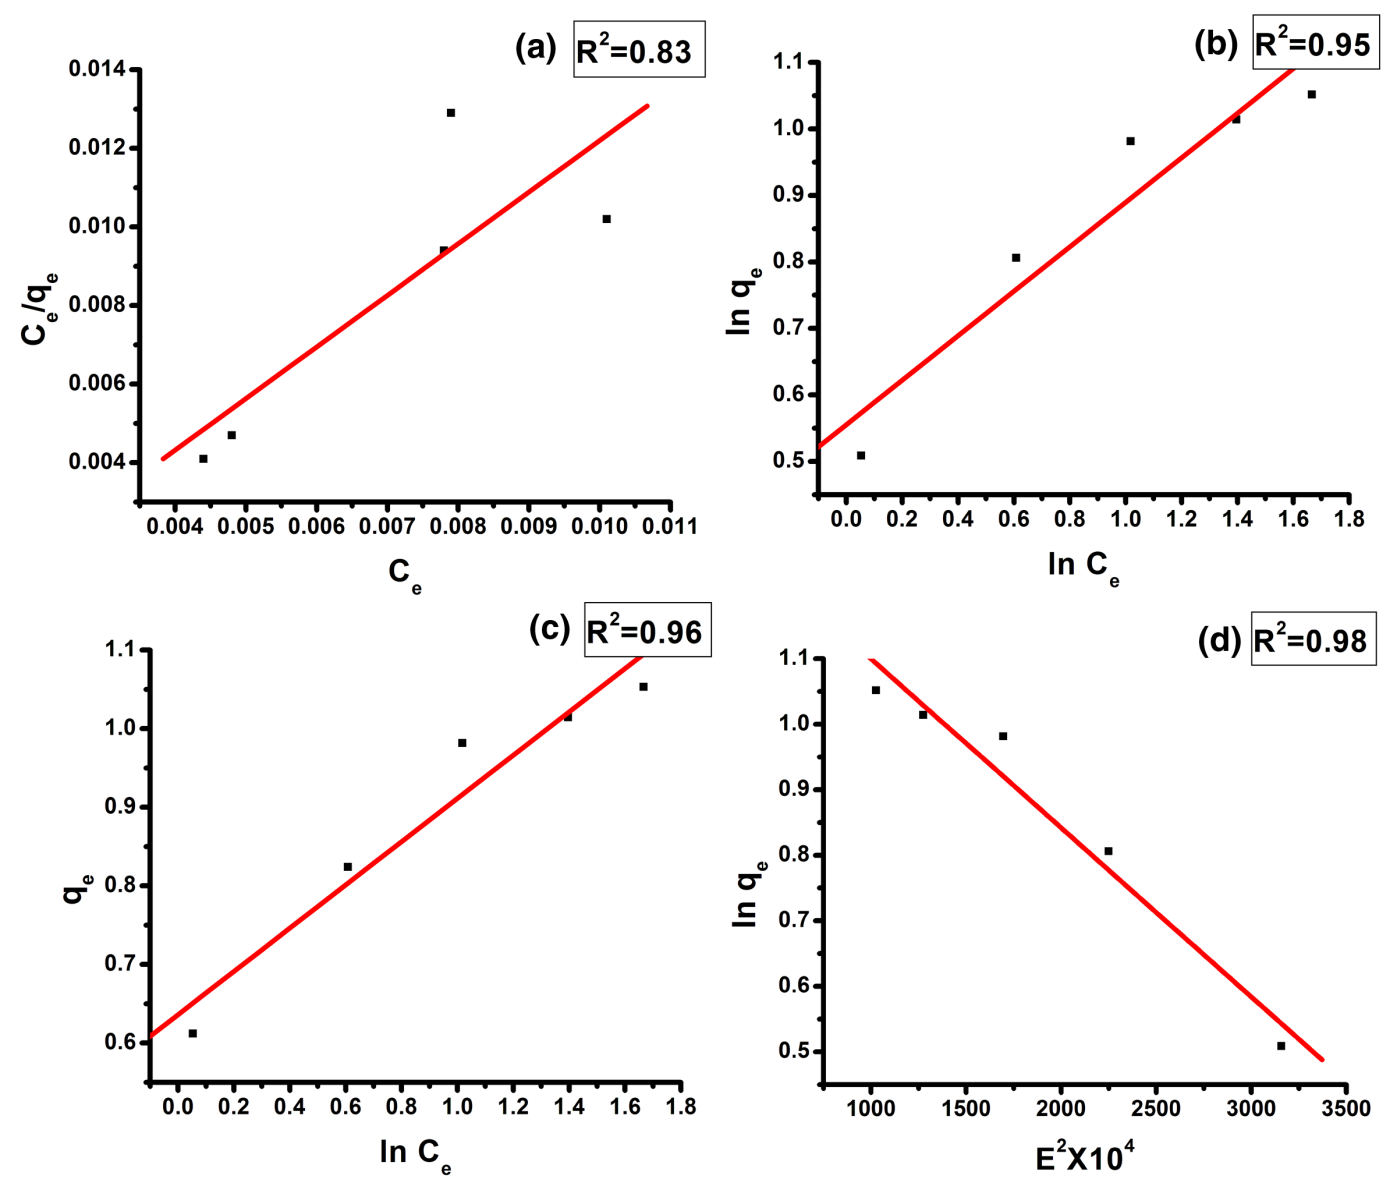 (a) R²=0.83
0.014
0.012
0.010
0.008
0.006
0.004
Cₑ/qₑ
0.004 0.005 0.006 0.007 0.008 0.009 0.010 0.011
Cₑ
(b) R²=0.95
1.1
1.0
0.9
0.8
0.7
0.6
0.5
ln qₑ
0.0 0.2 0.4 0.6 0.8 1.0 1.2 1.4 1.6 1.8
ln Cₑ
(c) R²=0.96
1.1
1.0
0.9
0.8
0.7
0.6
qₑ
0.0 0.2 0.4 0.6 0.8 1.0 1.2 1.4 1.6 1.8
ln Cₑ
(d) R²=0.98
1.1
1.0
0.9
0.8
0.7
0.6
0.5
ln qₑ
1000 1500 2000 2500 3000 3500
E²X10⁴